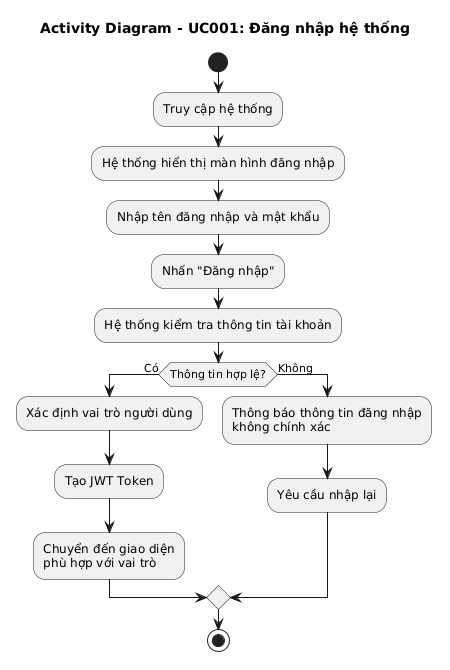 Activity Diagram - UC001: Đăng nhập hệ thống
Truy cập hệ thống
Hệ thống hiển thị màn hình đăng nhập
Nhập tên đăng nhập và mật khẩu
Nhấn "Đăng nhập"
Hệ thống kiểm tra thông tin tài khoản
Có
Thông tin hợp lệ?
Không
Xác định vai trò người dùng
Thông báo thông tin đăng nhập
không chính xác
Tạo JWT Token
Yêu cầu nhập lại
Chuyển đến giao diện
phù hợp với vai trò